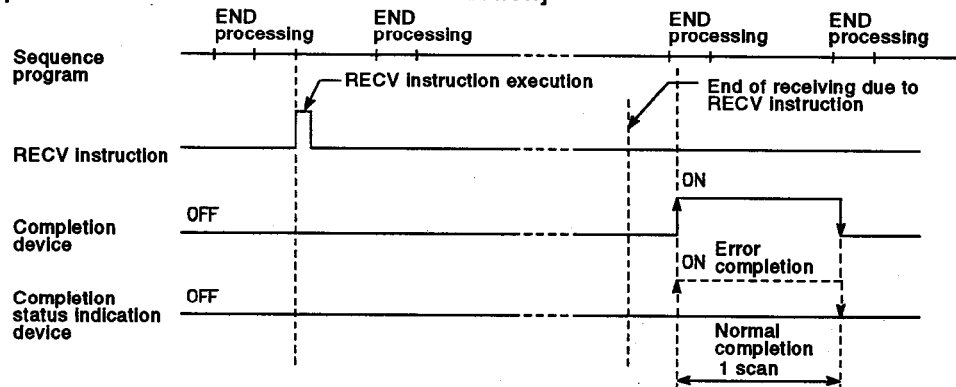 END processing
END processing
END processing
END processing
Sequence program
RECV instruction execution
End of receiving due to RECV instruction
RECV instruction
ON
OFF
Completion device
ON
Error completion
OFF
Completion status indication device
Normal completion
1 scan